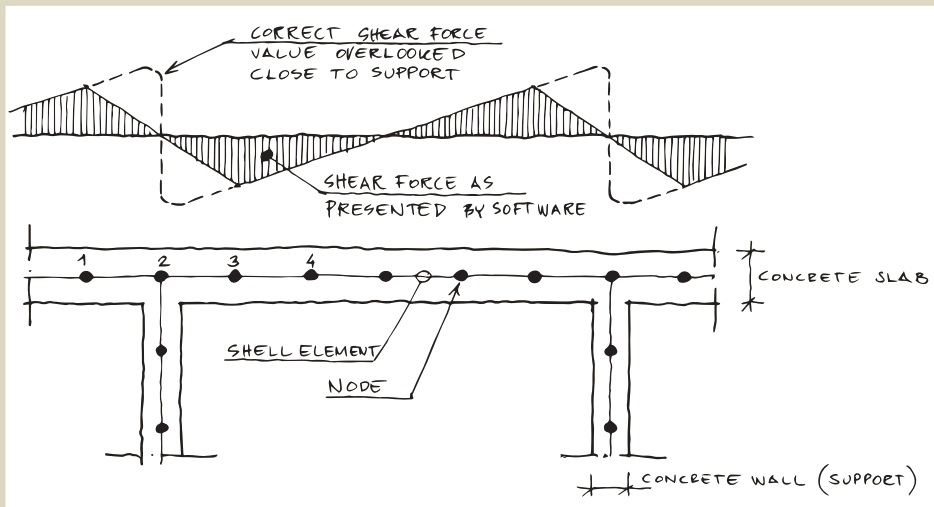 CORRECT SHEAR FORCE
VALUE OVERLOOKED
CLOSE TO SUPPORT
SHEAR FORCE AS
PRESENTED BY SOFTWARE
1 2 3 4
CONCRETE SLAB
SHELL ELEMENT
NODE
CONCRETE WALL (SUPPORT)